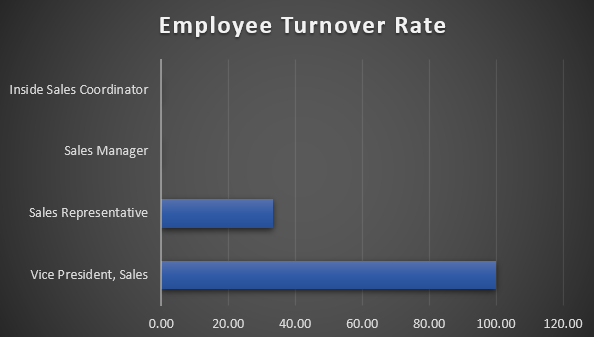 Employee Turnover Rate
Inside Sales Coordinator
Sales Manager
Sales Representative
Vice President, Sales
0.00 20.00 40.00 60.00 80.00 100.00 120.00